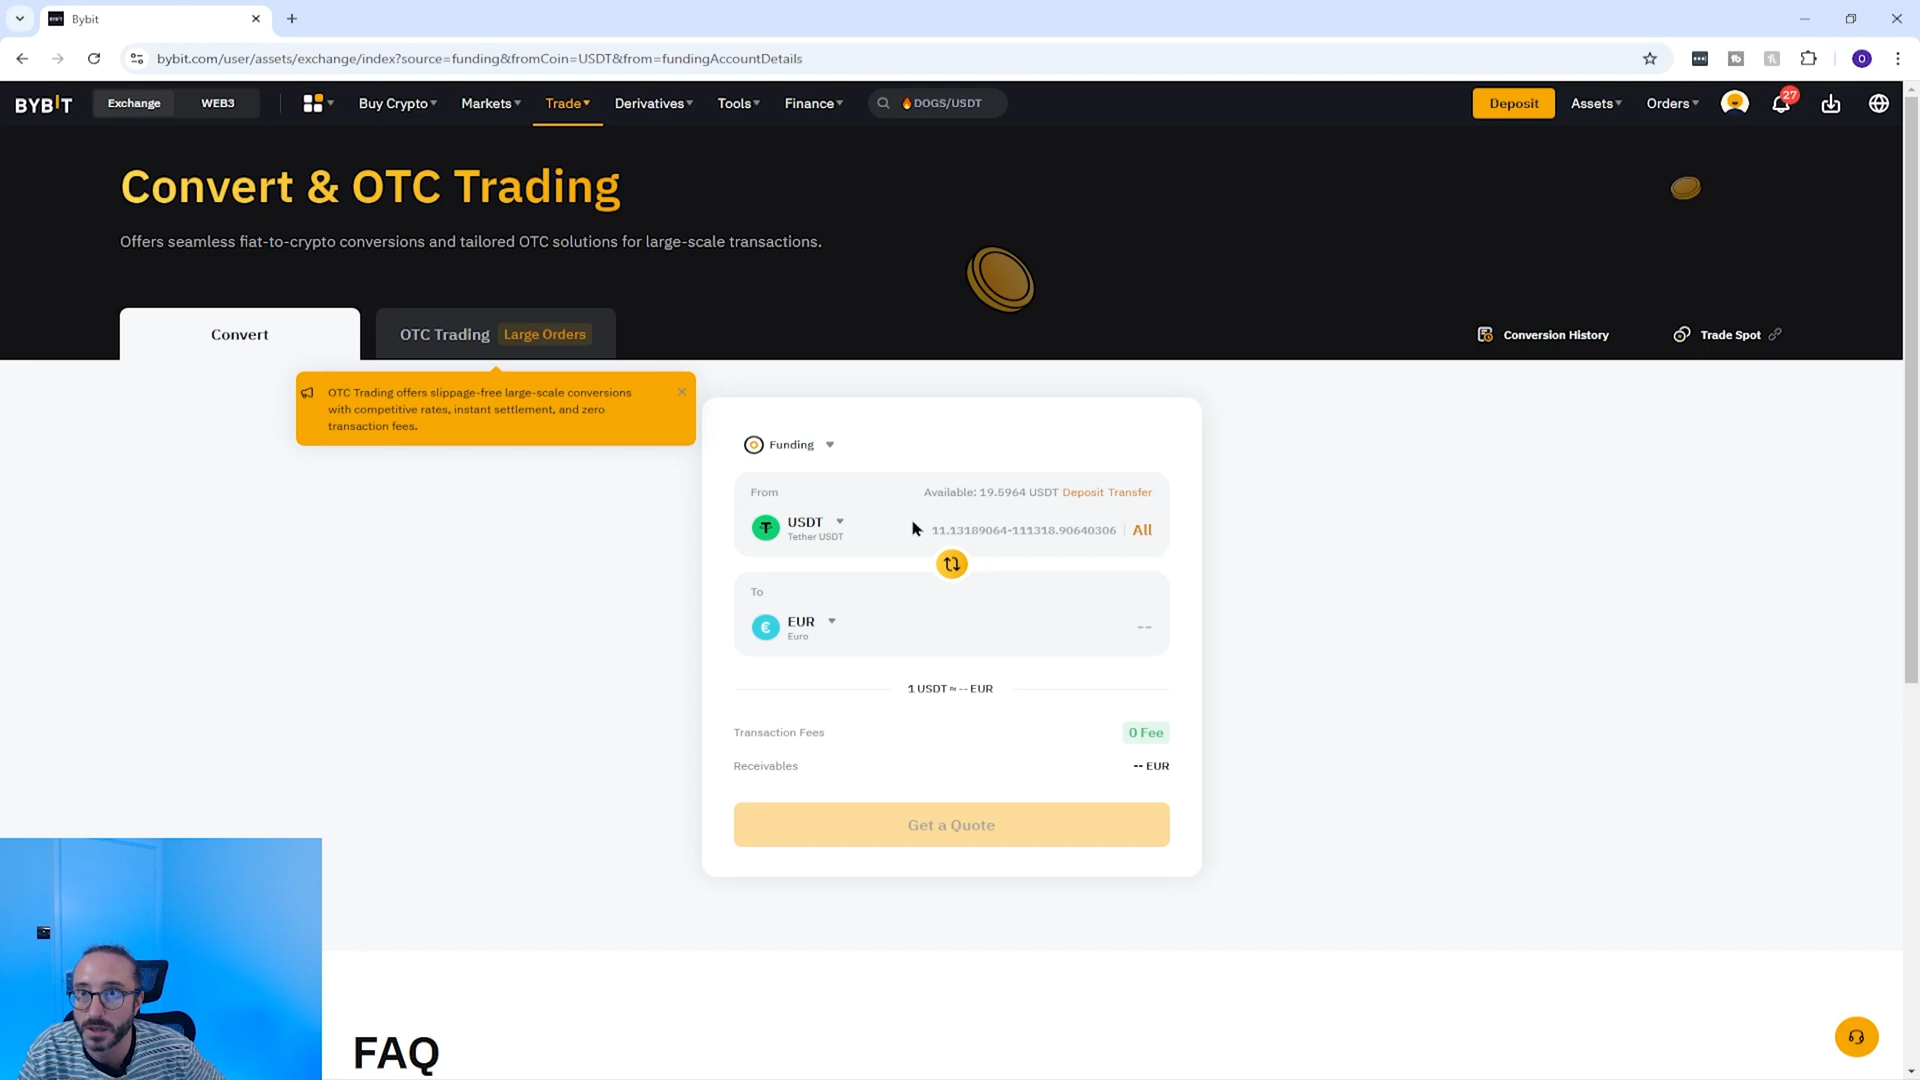 Bybit
bybit.com/user/assets/exchange/index?source=funding&fromCoin=USDT&from=fundingAccountDetails
O
BYBIT
Exchange
WEB3
Buy Crypto
Markets
Trade
Derivatives
Tools
Finance
DOGS/USDT
Deposit
Assets
Orders
27
Convert & OTC Trading
Offers seamless fiat-to-crypto conversions and tailored OTC solutions for large-scale transactions.
Convert
OTC Trading Large Orders
Conversion History
Trade Spot
OTC Trading offers slippage-free large-scale conversions
with competitive rates, instant settlement, and zero
transaction fees.
Funding
From
Available: 19.5964 USDT Deposit Transfer
USDT
Tether USDT
11.13189064-111318.90640306
All
To
EUR
Euro
--
1 USDT ≈ -- EUR
Transaction Fees
0 Fee
Receivables
-- EUR
Get a Quote
FAQ